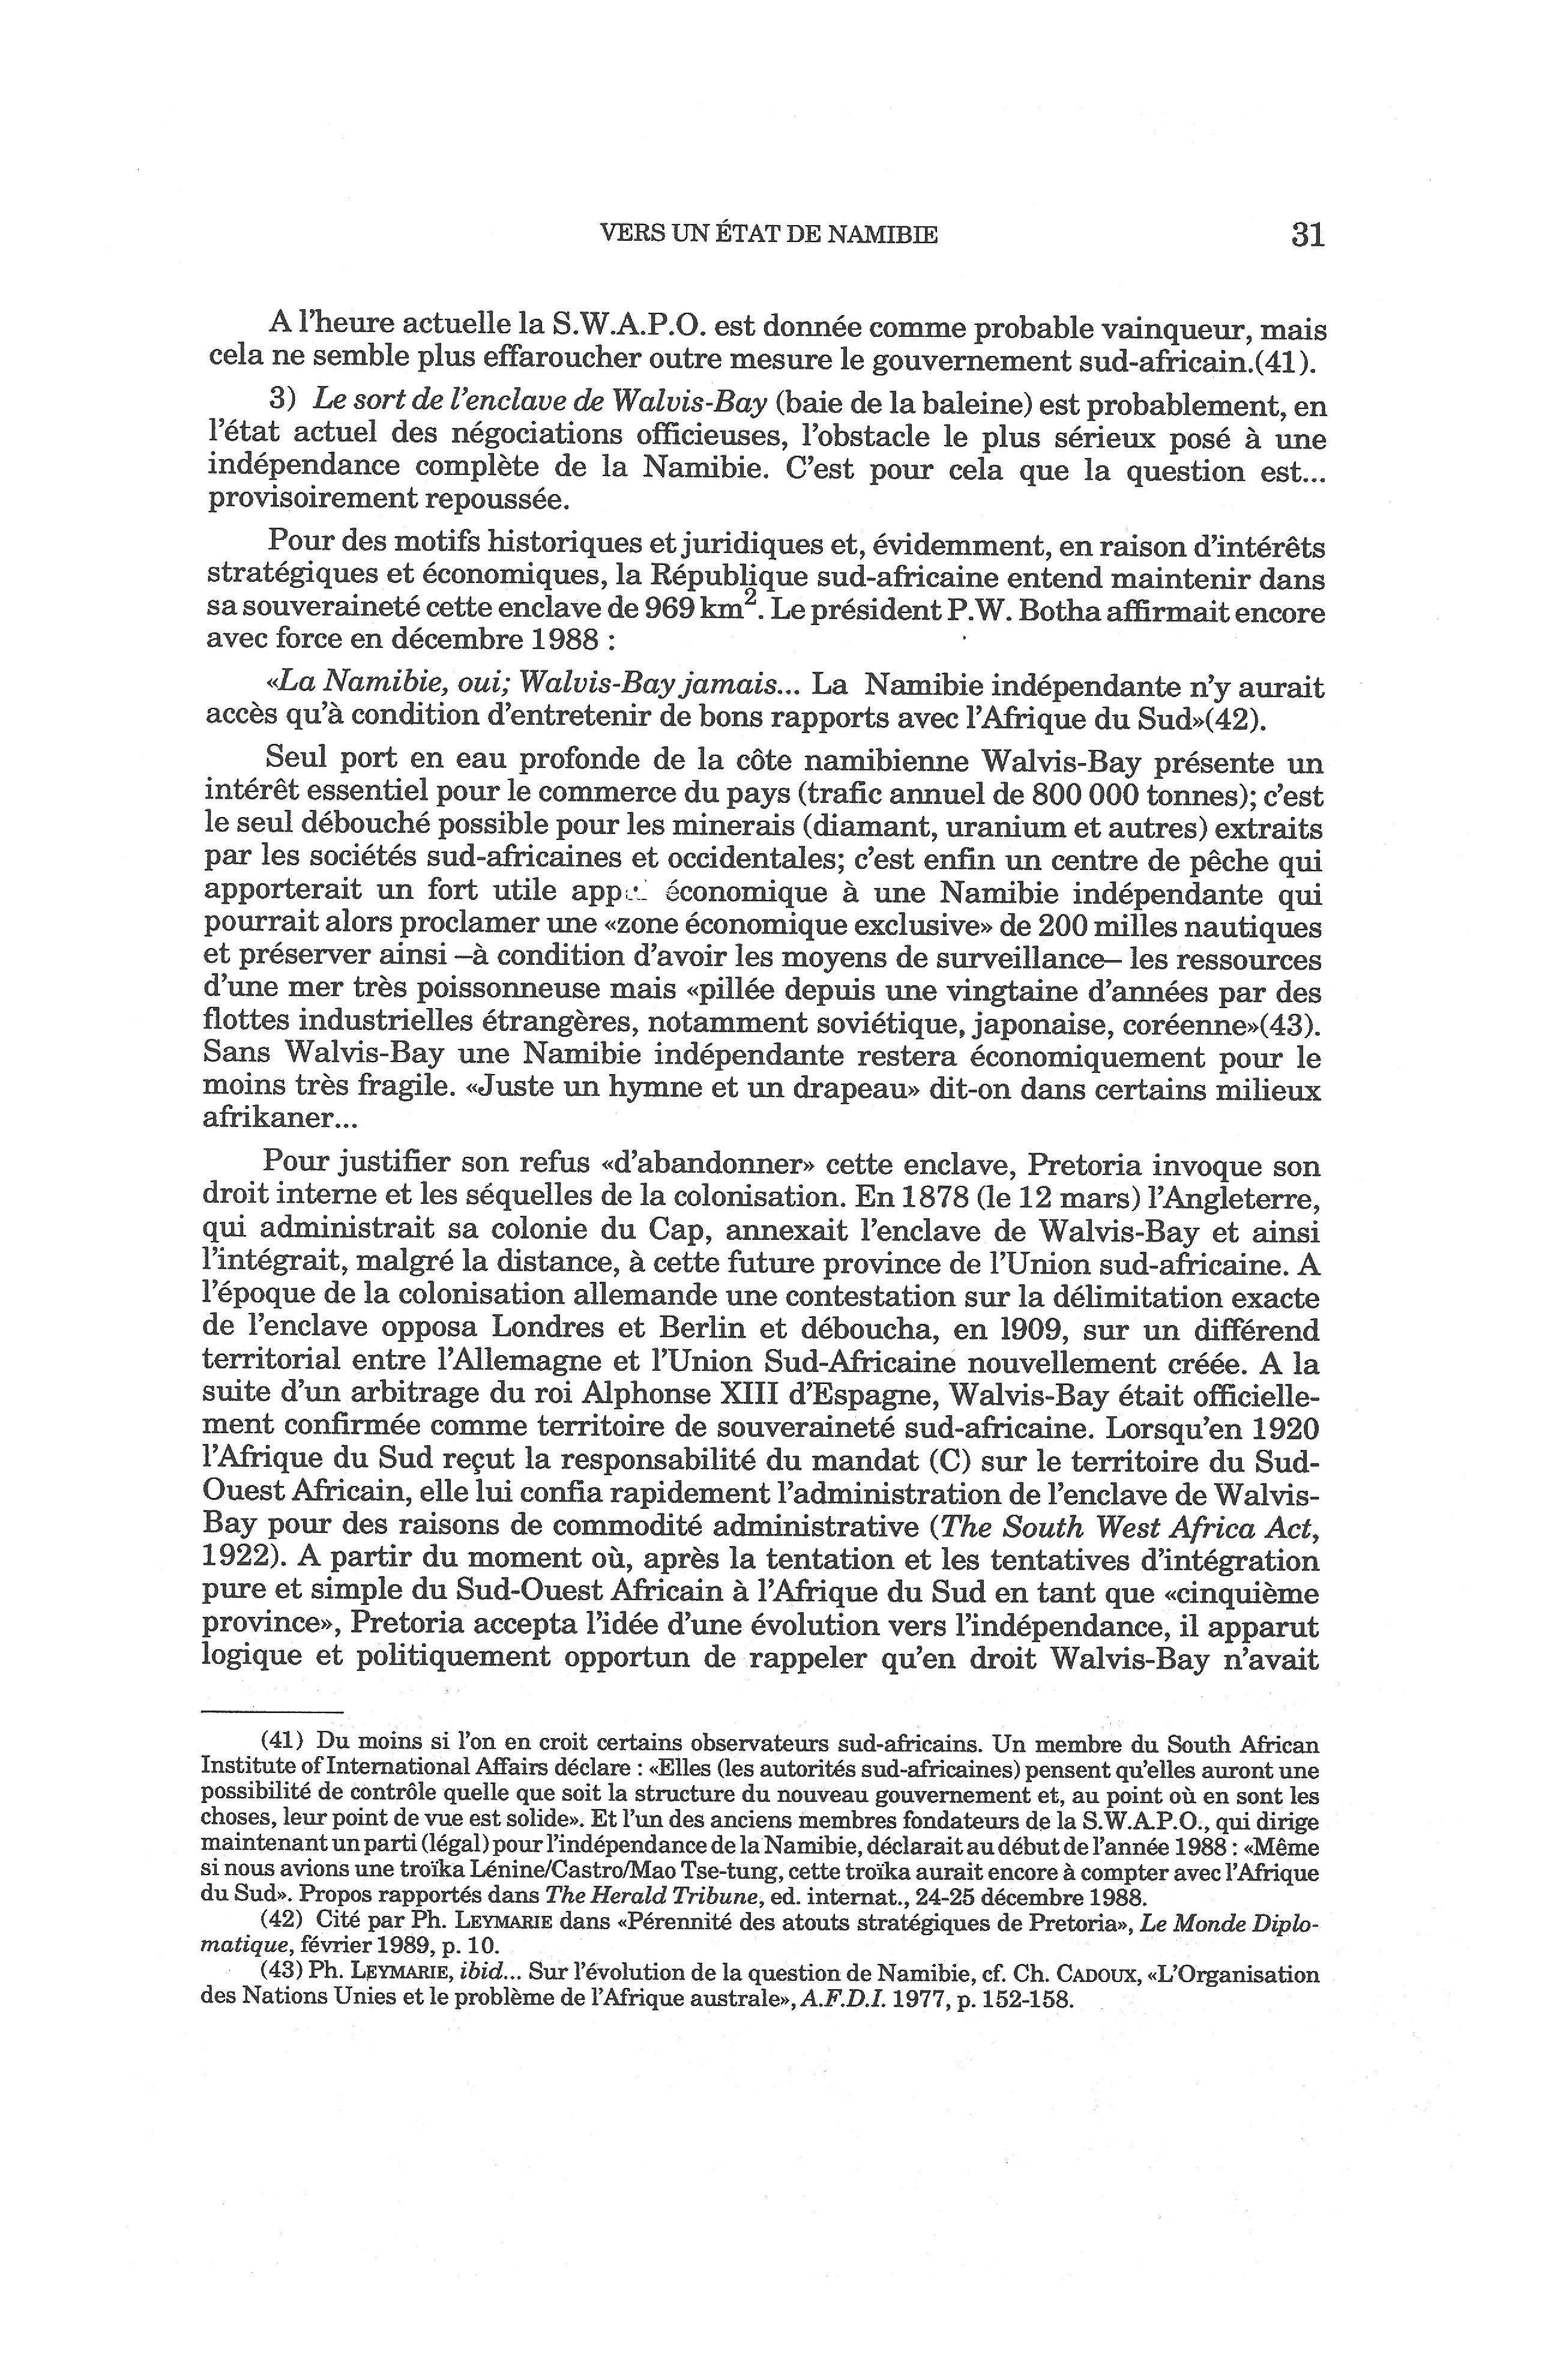 VERS UN ÉTAT DE NAMIBIE 31
A l'heure actuelle la S.W.A.P.O. est donnée comme probable vainqueur, mais
cela ne semble plus effaroucher outre mesure le gouvernement sud-africain.(41).
3) Le sort de l'enclave de Walvis-Bay (baie de la baleine) est probablement, en
l'état actuel des négociations officieuses, l'obstacle le plus sérieux posé à une
indépendance complète de la Namibie. C'est pour cela que la question est...
provisoirement repoussée.
Pour des motifs historiques et juridiques et, évidemment, en raison d'intérêts
stratégiques et économiques, la République sud-africaine entend maintenir dans
sa souveraineté cette enclave de 969 km². Le président P.W. Botha affirmait encore
avec force en décembre 1988 :
«La Namibie, oui; Walvis-Bay jamais... La Namibie indépendante n'y aurait
accès qu'à condition d'entretenir de bons rapports avec l'Afrique du Sud»(42).
Seul port en eau profonde de la côte namibienne Walvis-Bay présente un
intérêt essentiel pour le commerce du pays (trafic annuel de 800 000 tonnes); c'est
le seul débouché possible pour les minerais (diamant, uranium et autres) extraits
par les sociétés sud-africaines et occidentales; c'est enfin un centre de pêche qui
apporterait un fort utile économique à une Namibie indépendante qui
pourrait alors proclamer une «zone économique exclusive» de 200 milles nautiques
et préserver ainsi –à condition d'avoir les moyens de surveillance– les ressources
d'une mer très poissonneuse mais «pillée depuis une vingtaine d'années par des
flottes industrielles étrangères, notamment soviétique, japonaise, coréenne»(43).
Sans Walvis-Bay une Namibie indépendante restera économiquement pour le
moins très fragile. «Juste un hymne et un drapeau» dit-on dans certains milieux
afrikaner...
Pour justifier son refus «d'abandonner» cette enclave, Pretoria invoque son
droit interne et les séquelles de la colonisation. En 1878 (le 12 mars) l'Angleterre,
qui administrait sa colonie du Cap, annexait l'enclave de Walvis-Bay et ainsi
l'intégrait, malgré la distance, à cette future province de l'Union sud-africaine. A
l'époque de la colonisation allemande une contestation sur la délimitation exacte
de l'enclave opposa Londres et Berlin et déboucha, en 1909, sur un différend
territorial entre l'Allemagne et l'Union Sud-Africaine nouvellement créée. A la
suite d'un arbitrage du roi Alphonse XIII d'Espagne, Walvis-Bay était officielle-
ment confirmée comme territoire de souveraineté sud-africaine. Lorsqu'en 1920
l'Afrique du Sud reçut la responsabilité du mandat (C) sur le territoire du Sud-
Ouest Africain, elle lui confia rapidement l'administration de l'enclave de Walvis-
Bay pour des raisons de commodité administrative (The South West Africa Act,
1922). A partir du moment où, après la tentation et les tentatives d'intégration
pure et simple du Sud-Ouest Africain à l'Afrique du Sud en tant que «cinquième
province», Pretoria accepta l'idée d'une évolution vers l'indépendance, il apparut
logique et politiquement opportun de rappeler qu'en droit Walvis-Bay n'avait
(41) Du moins si l'on en croit certains observateurs sud-africains. Un membre du South African
Institute of International Affairs déclare : «Elles (les autorités sud-africaines) pensent qu'elles auront une
possibilité de contrôle quelle que soit la structure du nouveau gouvernement et, au point où en sont les
choses, leur point de vue est solide». Et l'un des anciens membres fondateurs de la S.W.A.P.O., qui dirige
maintenant un parti (légal) pour l'indépendance de la Namibie, déclarait au début de l'année 1988 : «Même
si nous avions une troïka Lénine/Castro/Mao Tse-tung, cette troïka aurait encore à compter avec l'Afrique
du Sud». Propos rapportés dans The Herald Tribune, ed. internat., 24-25 décembre 1988.
(42) Cité par Ph. LEYMARIE dans «Pérennité des atouts stratégiques de Pretoria», Le Monde Diplo-
matique, février 1989, p. 10.
(43) Ph. LEYMARIE, ibid... Sur l'évolution de la question de Namibie, cf. Ch. CADOUX, «L'Organisation
des Nations Unies et le problème de l'Afrique australe», A.F.D.I. 1977, p. 152-158.